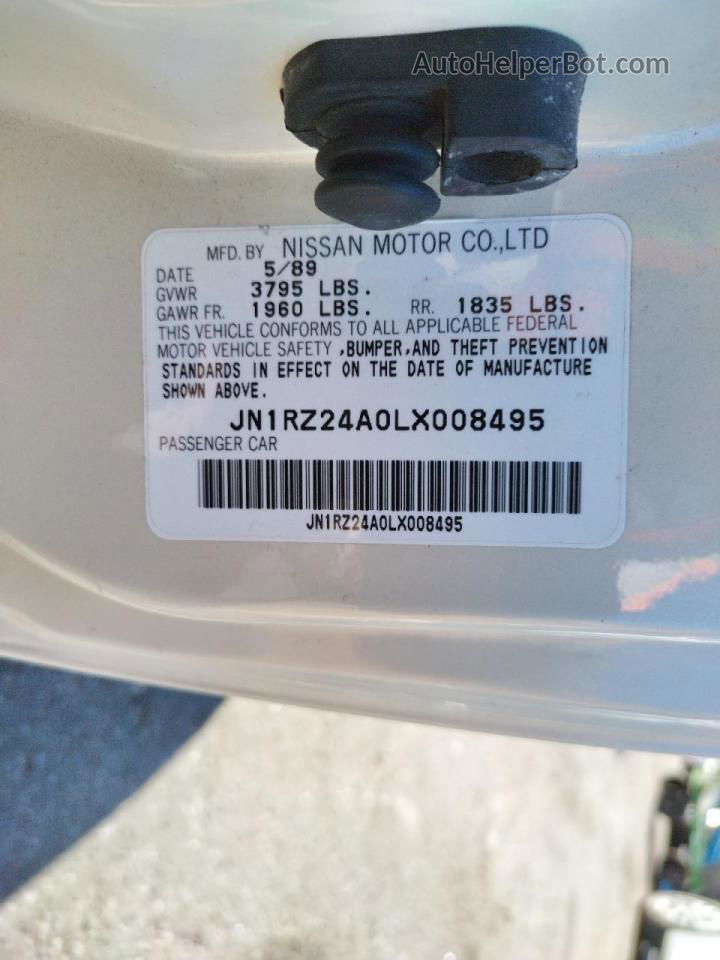 AutoHelperBot.com
MFD. BY NISSAN MOTOR CO.,LTD
DATE 5/89
GVWR 3795 LBS.
GAWR FR. 1960 LBS. RR. 1835 LBS.
THIS VEHICLE CONFORMS TO ALL APPLICABLE FEDERAL
MOTOR VEHICLE SAFETY ,BUMPER,AND THEFT PREVENTION
STANDARDS IN EFFECT ON THE DATE OF MANUFACTURE
SHOWN ABOVE.
JN1RZ24A0LX008495
PASSENGER CAR
JN1RZ24A0LX008495